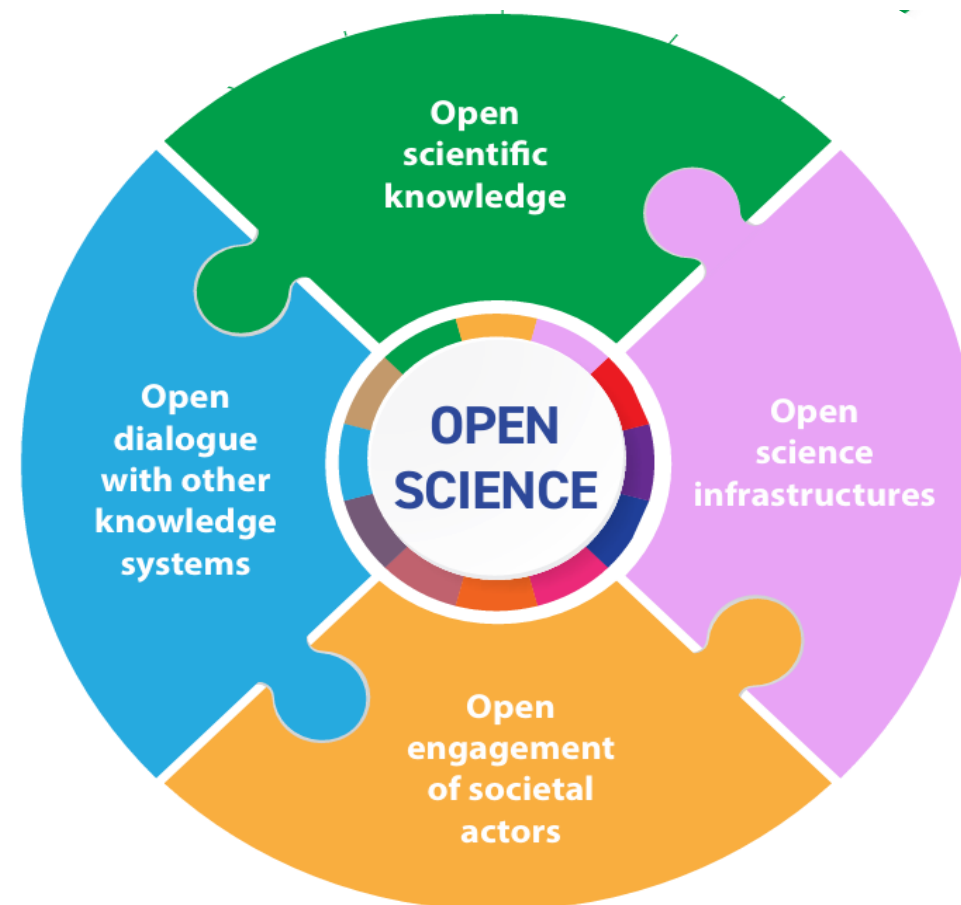 Open
scientific
knowledge
Open
dialogue
with other
knowledge
systems
OPEN
SCIENCE
Open
science
infrastructures
Open
engagement
of societal
actors